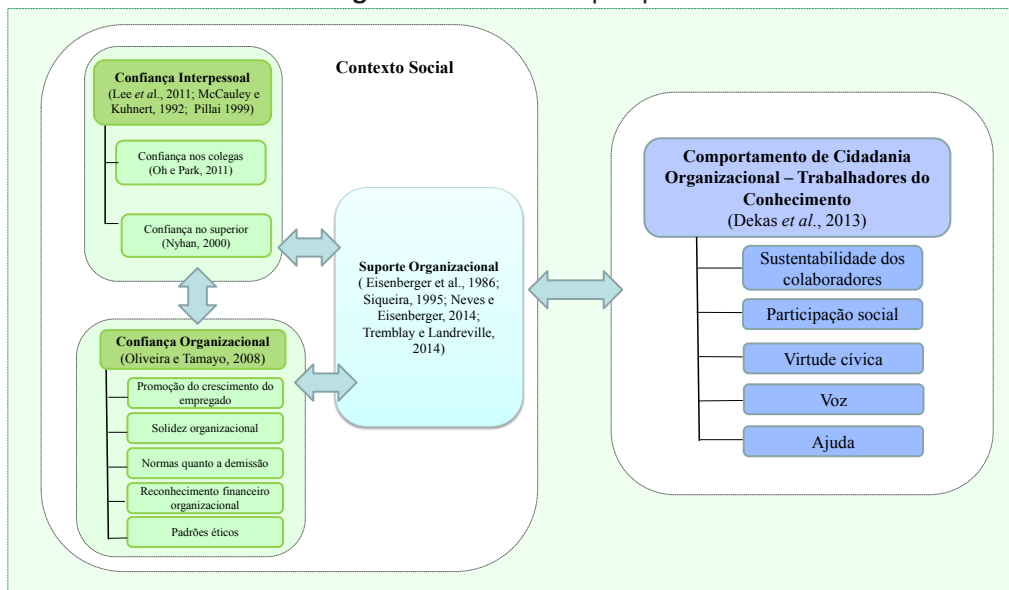 Contexto Social
Confiança Interpessoal
(Lee et al., 2011; McCauley e
Kuhnert, 1992; Pillai 1999)
Confiança nos colegas
(Oh e Park, 2011)
Confiança no superior
(Nyhan, 2000)
Confiança Organizacional
(Oliveira e Tamayo, 2008)
Promoção do crescimento do
empregado
Solidez organizacional
Normas quanto a demissão
Reconhecimento financeiro
organizacional
Padrões éticos
Suporte Organizacional
( Eisenberger et al., 1986;
Siqueira, 1995; Neves e
Eisenberger, 2014;
Tremblay e Landreville,
2014)
Comportamento de Cidadania
Organizacional – Trabalhadores do
Conhecimento
(Dekas et al., 2013)
Sustentabilidade dos
colaboradores
Participação social
Virtude cívica
Voz
Ajuda